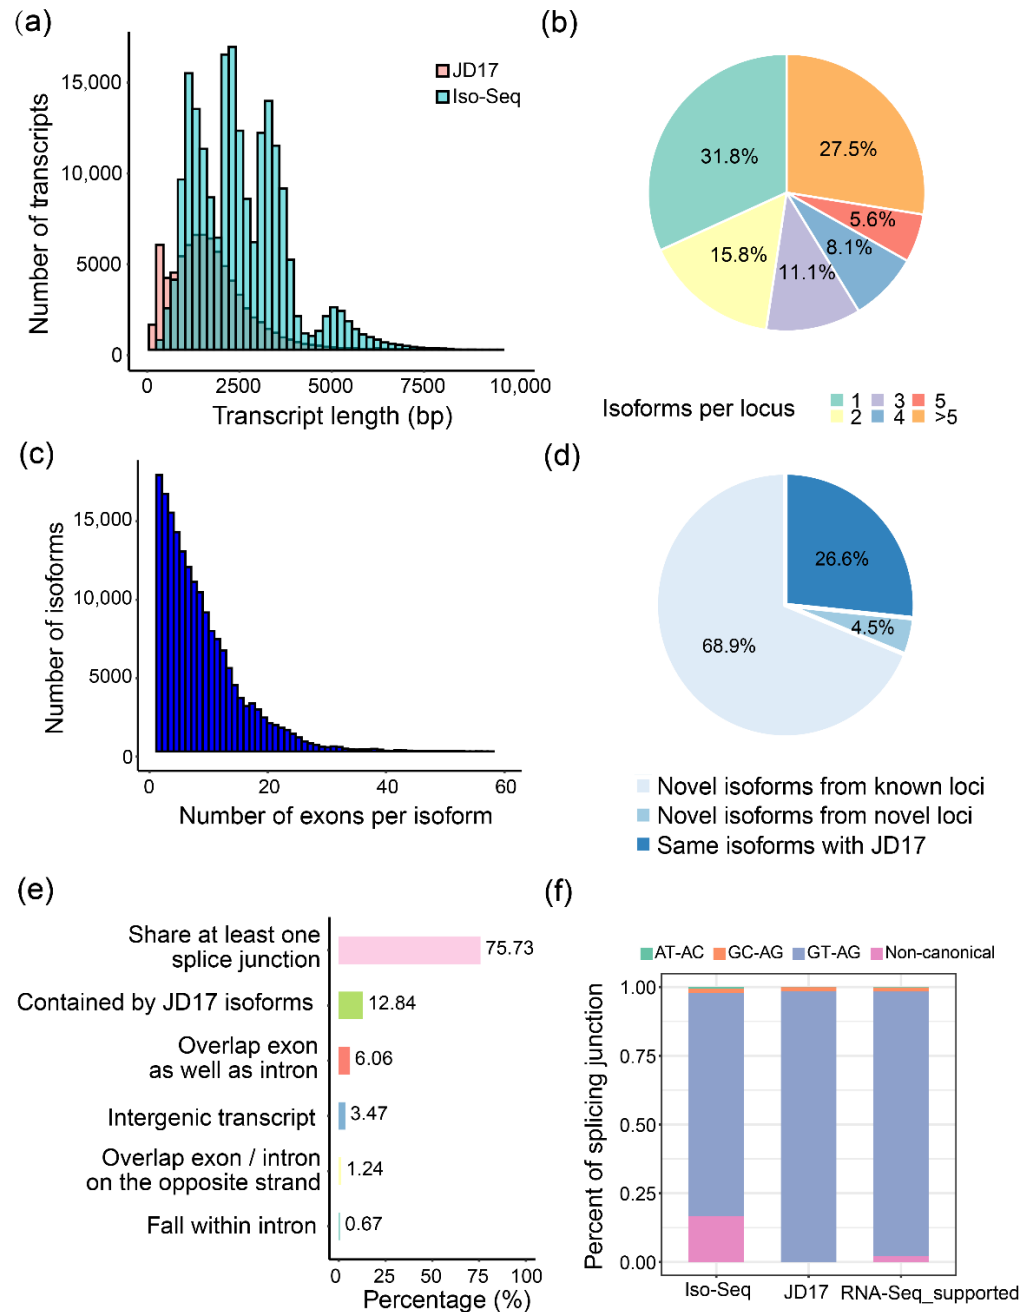 (a)
Number of transcripts
15,000
10,000
5000
0
JD17
Iso-Seq
0 2500 5000 7500 10,000
Transcript length (bp)
(b)
31.8%
27.5%
5.6%
8.1%
11.1%
15.8%
Isoforms per locus
1 3 5
2 4 >5
(c)
Number of isoforms
15,000
10,000
5000
0
0 20 40 60
Number of exons per isoform
(d)
26.6%
4.5%
68.9%
Novel isoforms from known loci
Novel isoforms from novel loci
Same isoforms with JD17
(e)
Share at least one
splice junction
75.73
Contained by JD17 isoforms
12.84
Overlap exon
as well as intron
6.06
Intergenic transcript
3.47
Overlap exon / intron
on the opposite strand
1.24
Fall within intron
0.67
0 25 50 75 100
Percentage (%)
(f)
AT-AC GC-AG GT-AG Non-canonical
Percent of splicing junction
1.00
0.75
0.50
0.25
0.00
Iso-Seq JD17 RNA-Seq_supported